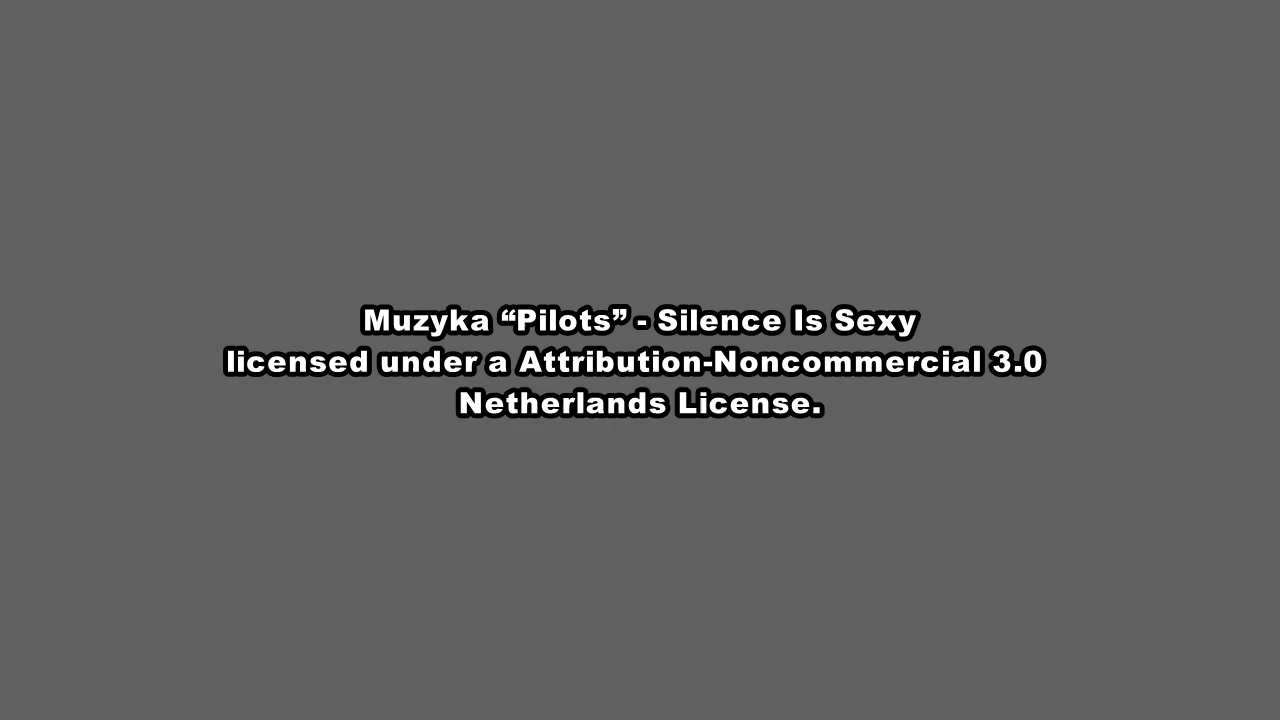 Muzyka “Pilots” - Silence Is Sexy
licensed under a Attribution-Noncommercial 3.0
Netherlands License.